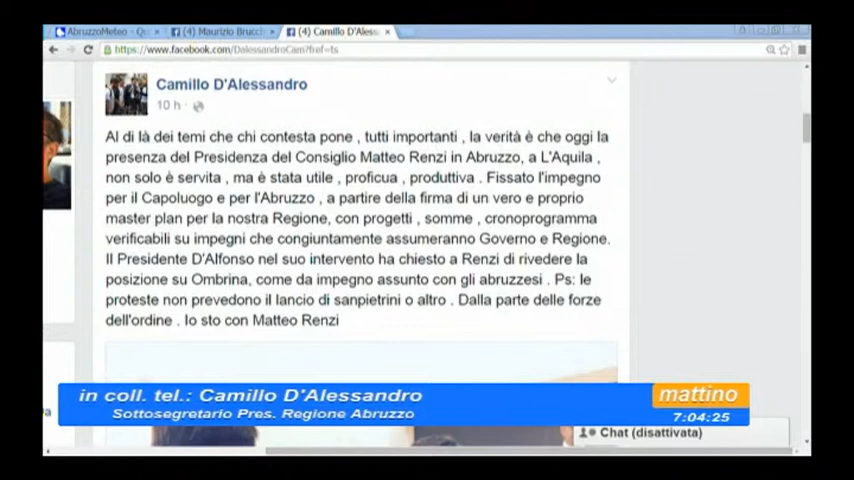 AbruzzoMeteo - Qu
(4) Maurizio Brucch
(4) Camillo D'Aless
https://www.facebook.com/DalessandroCam?fref=ts
Camillo D'Alessandro
10 h ·
Al di là dei temi che chi contesta pone , tutti importanti , la verità è che oggi la
presenza del Presidenza del Consiglio Matteo Renzi in Abruzzo, a L'Aquila ,
non solo è servita , ma è stata utile , proficua , produttiva . Fissato l'impegno
per il Capoluogo e per l'Abruzzo , a partire della firma di un vero e proprio
master plan per la nostra Regione, con progetti , somme , cronoprogramma
verificabili su impegni che congiuntamente assumeranno Governo e Regione.
Il Presidente D'Alfonso nel suo intervento ha chiesto a Renzi di rivedere la
posizione su Ombrina, come da impegno assunto con gli abruzzesi . Ps: le
proteste non prevedono il lancio di sanpietrini o altro . Dalla parte delle forze
dell'ordine . Io sto con Matteo Renzi
in coll. tel.: Camillo D'Alessandro
mattino
Sottosegretario Pres. Regione Abruzzo
7:04:25
Chat (disattivata)